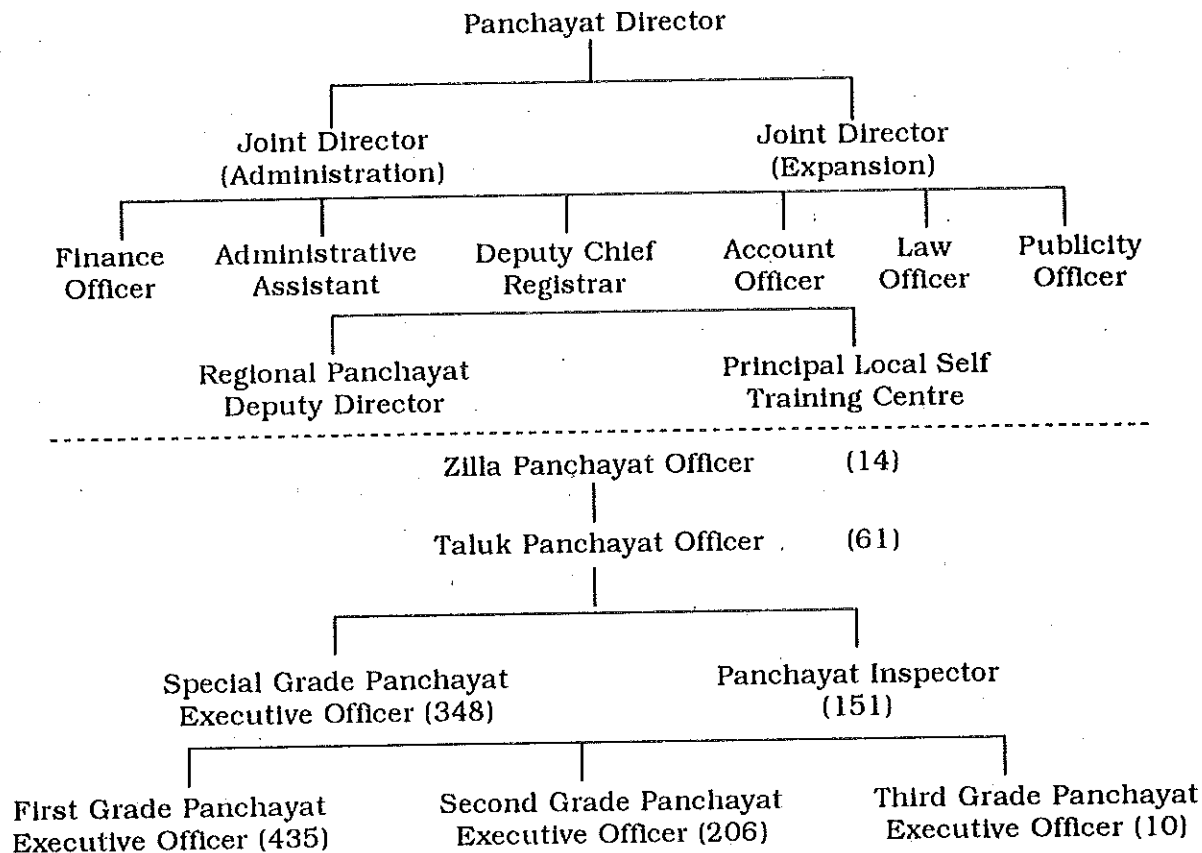 Panchayat Director
Joint Director
(Administration)
Joint Director
(Expansion)
Finance
Officer
Administrative
Assistant
Deputy Chief
Registrar
Account
Officer
Law
Officer
Publicity
Officer
Regional Panchayat
Deputy Director
Principal Local Self
Training Centre
Zilla Panchayat Officer (14)
Taluk Panchayat Officer (61)
Special Grade Panchayat
Executive Officer (348)
Panchayat Inspector
(151)
First Grade Panchayat
Executive Officer (435)
Second Grade Panchayat
Executive Officer (206)
Third Grade Panchayat
Executive Officer (10)